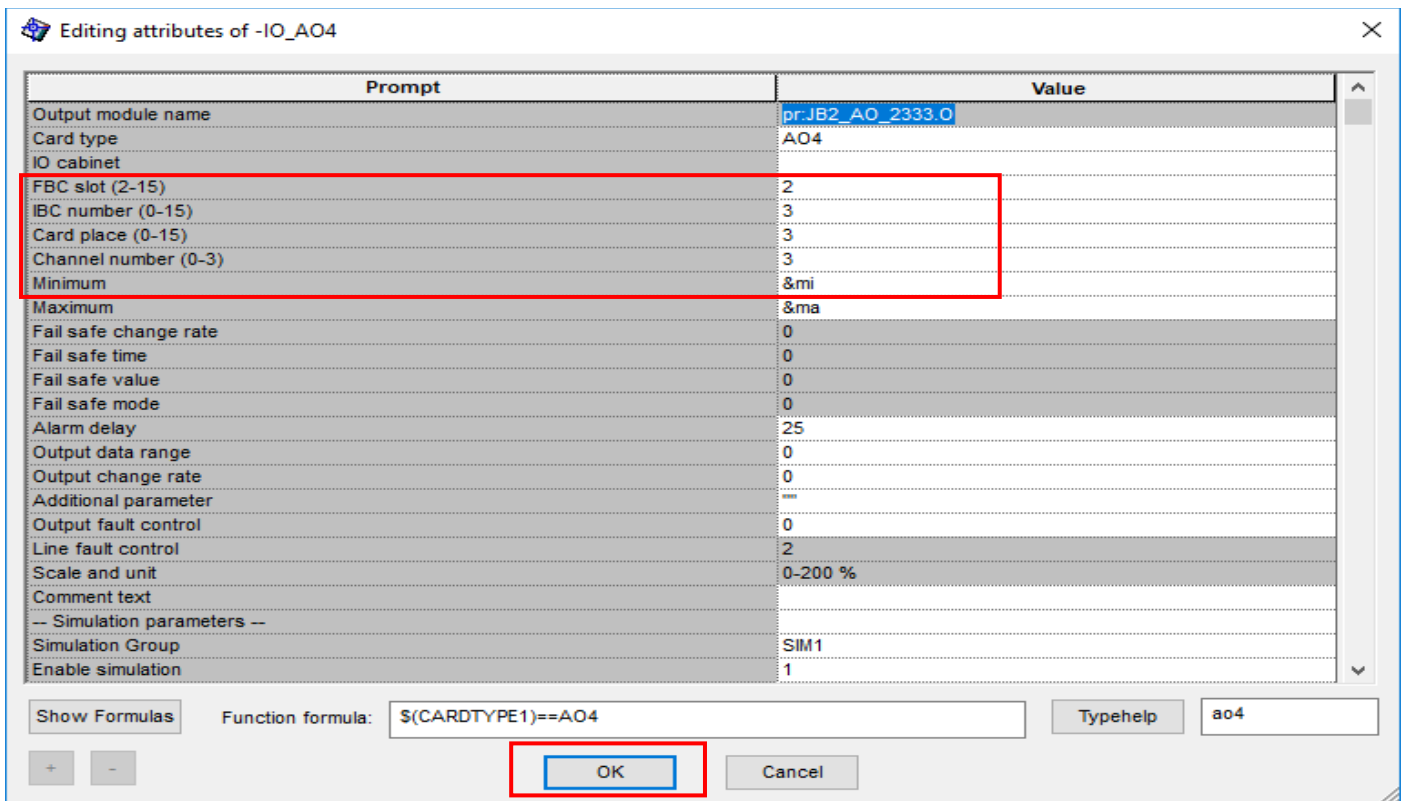 Editing attributes of -IO_AO4
Prompt Value
Output module name pr:JB2_AO_2333.O
Card type AO4
IO cabinet
FBC slot (2-15) 2
IBC number (0-15) 3
Card place (0-15) 3
Channel number (0-3) 3
Minimum &mi
Maximum &ma
Fail safe change rate 0
Fail safe time 0
Fail safe value 0
Fail safe mode 0
Alarm delay 25
Output data range 0
Output change rate 0
Additional parameter ""
Output fault control 0
Line fault control 2
Scale and unit 0-200 %
Comment text
-- Simulation parameters --
Simulation Group SIM1
Enable simulation 1
Show Formulas Function formula: $(CARDTYPE1)==AO4 Typehelp ao4
+ - OK Cancel